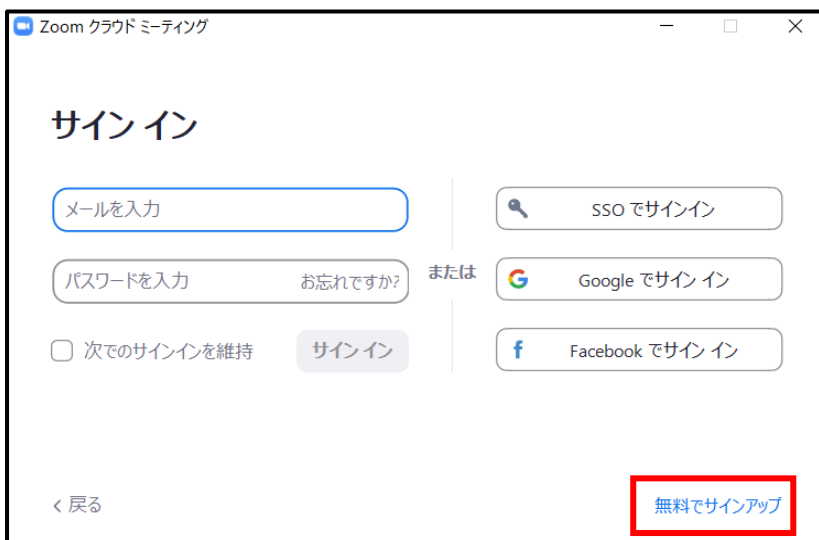 Zoom クラウド ミーティング
サイン イン
メールを入力
パスワードを入力 お忘れですか?
次でのサインインを維持 サイン イン
または
SSO でサインイン
Google でサイン イン
Facebook でサイン イン
< 戻る
無料でサインアップ